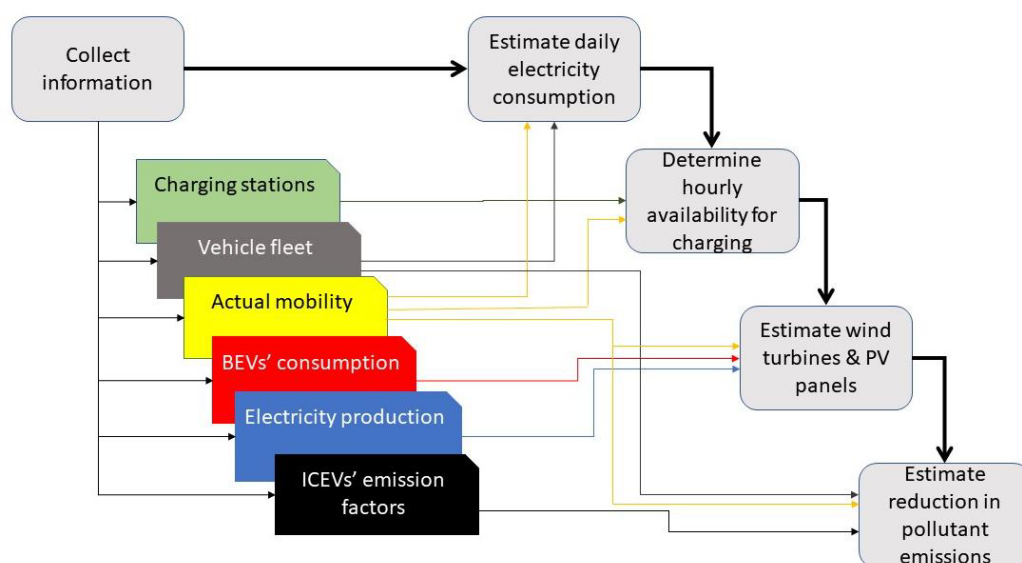 Collect
information
Estimate daily
electricity
consumption
Determine
hourly
availability for
charging
Charging stations
Vehicle fleet
Actual mobility
BEVs’ consumption
Electricity production
ICEVs’ emission
factors
Estimate wind
turbines & PV
panels
Estimate
reduction in
pollutant
emissions